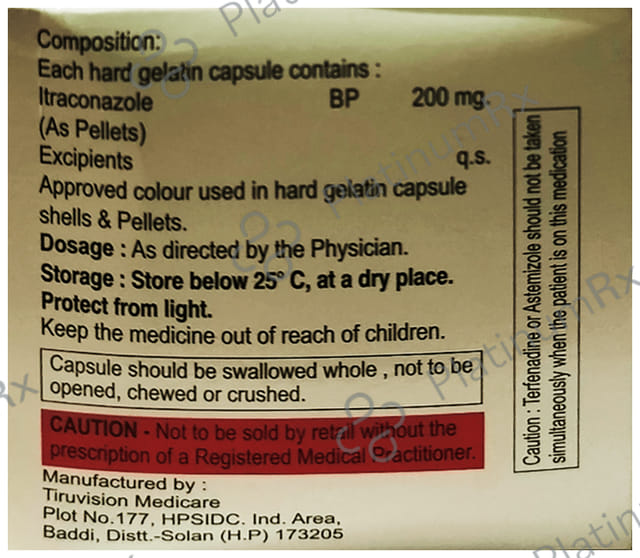 Composition:
Each hard gelatin capsule contains :
Itraconazole BP 200 mg.
(As Pellets)
Excipients q.s.
Approved colour used in hard gelatin capsule
shells & Pellets.
Dosage : As directed by the Physician.
Storage : Store below 25° C, at a dry place.
Protect from light.
Keep the medicine out of reach of children.
Capsule should be swallowed whole , not to be
opened, chewed or crushed.
CAUTION - Not to be sold by retail without the
prescription of a Registered Medical Practitioner.
Manufactured by :
Tiruvision Medicare
Plot No.177, HPSIDC. Ind. Area,
Baddi, Distt.-Solan (H.P) 173205
Caution : Terfenadine or Astemizole should not be taken
simultaneously when the patient is on this medication
PlatinumRx
PlatinumRx